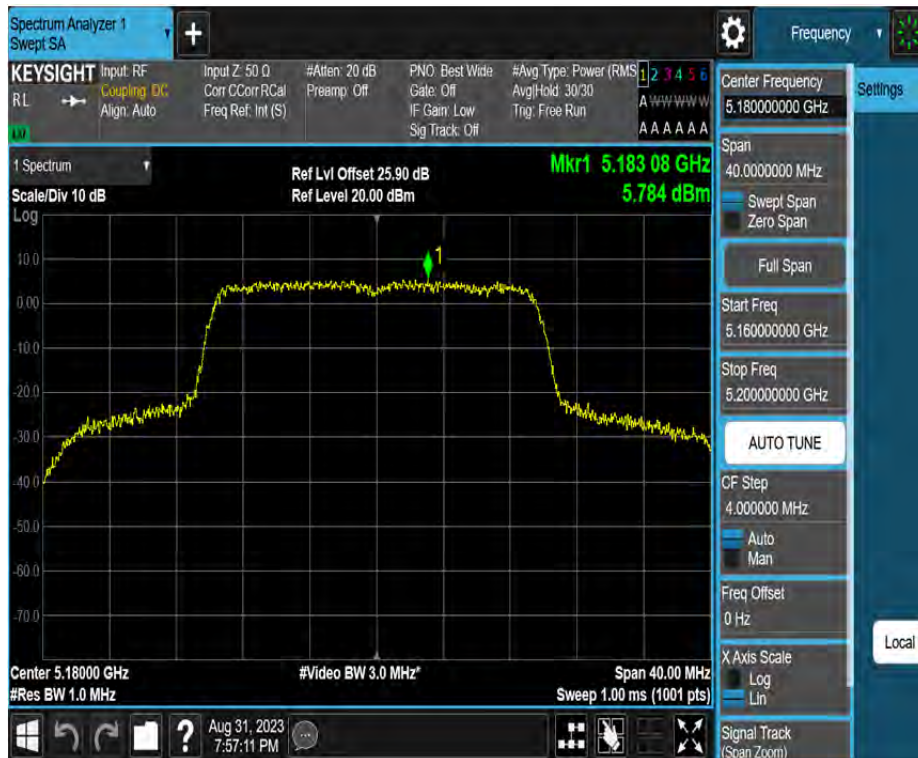 Spectrum Analyzer 1
Swept SA
+
Frequency
KEYSIGHT
RL
LXI
Input: RF
Coupling: DC
Align: Auto
Input Z: 50 Ω
Corr CCorr RCal
Freq Ref: Int (S)
#Atten: 20 dB
Preamp: Off
PNO: Best Wide
Gate: Off
IF Gain: Low
Sig Track: Off
#Avg Type: Power (RMS
Avg|Hold: 30/30
Trig: Free Run
1 2 3 4 5 6
A W W W W W
A A A A A A
1 Spectrum
Scale/Div 10 dB
Ref Lvl Offset 25.90 dB
Ref Level 20.00 dBm
Mkr1 5.183 08 GHz
5.784 dBm
Log
10.0
0.00
-10.0
-20.0
-30.0
-40.0
-50.0
-60.0
-70.0
1
Center 5.18000 GHz
#Res BW 1.0 MHz
#Video BW 3.0 MHz*
Span 40.00 MHz
Sweep 1.00 ms (1001 pts)
?
Aug 31, 2023
7:57:11 PM
Center Frequency
5.180000000 GHz
Settings
Span
40.0000000 MHz
Swept Span
Zero Span
Full Span
Start Freq
5.160000000 GHz
Stop Freq
5.200000000 GHz
AUTO TUNE
CF Step
4.000000 MHz
Auto
Man
Freq Offset
0 Hz
X Axis Scale
Log
Lin
Local
Signal Track
(Span Zoom)